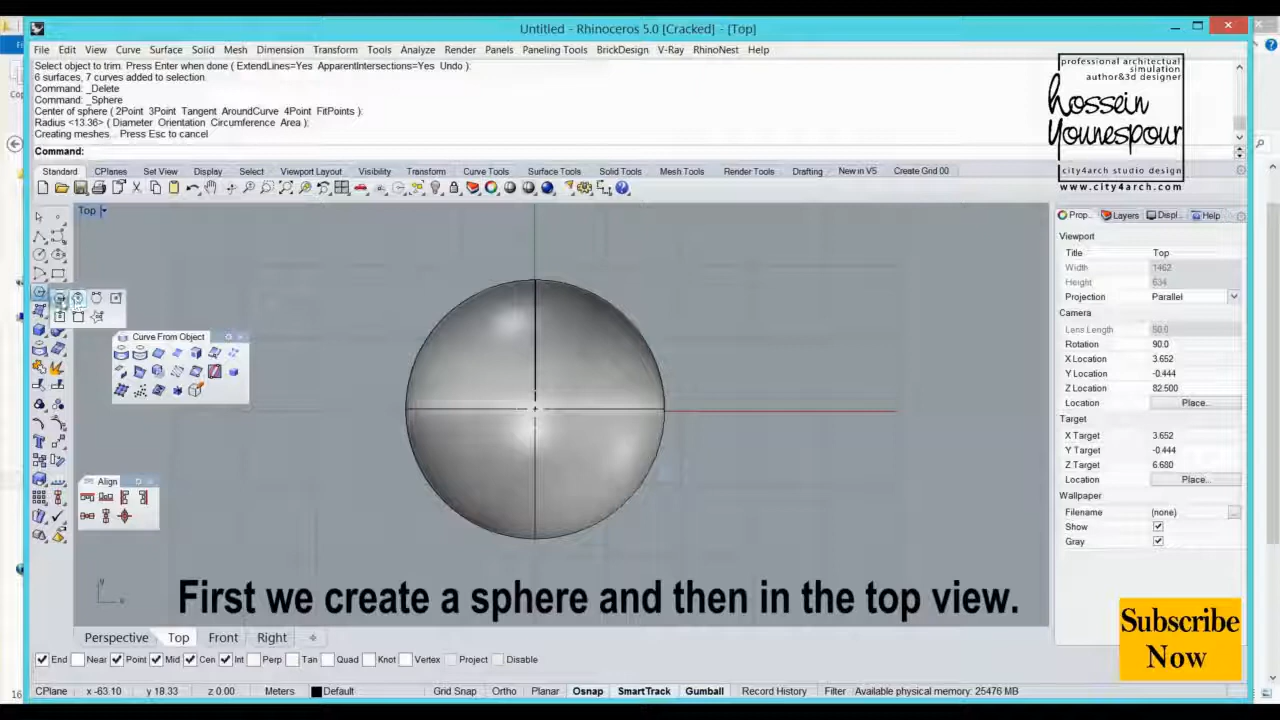 Untitled - Rhinoceros 5.0 [Cracked] - [Top]
File Edit View Curve Surface Solid Mesh Dimension Transform Tools Analyze Render Panels Paneling Tools BrickDesign V-Ray RhinoNest Help
Select object to trim. Press Enter when done ( ExtendLines=Yes ApparentIntersections=Yes Undo ):
6 surfaces, 7 curves added to selection.
Command: _Delete
Command: _Sphere
Center of sphere ( 2Point 3Point Tangent AroundCurve 4Point FitPoints ):
Radius <13.36> ( Diameter Orientation Circumference Area ):
Creating meshes... Press Esc to cancel
Command:
professional architectural
simulation
author&3d designer
hossein
Younespour
city4arch studio design
www.city4arch.com
Standard CPlanes Set View Display Select Viewport Layout Visibility Transform Curve Tools Surface Tools Solid Tools Mesh Tools Render Tools Drafting New in V5 Create Grid 00
Top
Prop... Layers Displ... Help
Viewport
Title Top
Width 1462
Height 634
Projection Parallel
Camera
Lens Length 50.0
Rotation 90.0
X Location 3.652
Y Location -0.444
Z Location 82.500
Location Place...
Target
X Target 3.652
Y Target -0.444
Z Target 6.680
Location Place...
Wallpaper
Filename (none) ...
Show
Gray
Curve From Object
Align
First we create a sphere and then in the top view.
Subscribe
Now
Perspective Top Front Right
End Near Point Mid Cen Int Perp Tan Quad Knot Vertex Project Disable
CPlane x -63.10 y 18.33 z 0.00 Meters Default Grid Snap Ortho Planar Osnap SmartTrack Gumball Record History Filter Available physical memory: 25476 MB
16